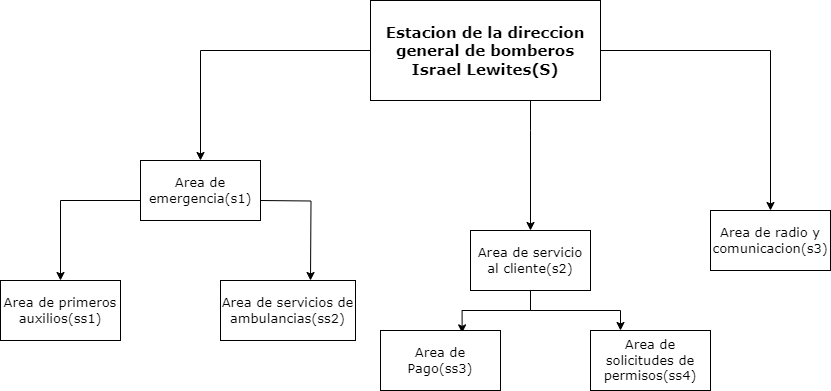 Estacion de la direccion
general de bomberos
Israel Lewites(S)
Area de
emergencia(s1)
Area de radio y
comunicacion(s3)
Area de servicio
al cliente(s2)
Area de primeros
auxilios(ss1)
Area de servicios de
ambulancias(ss2)
Area de
Pago(ss3)
Area de
solicitudes de
permisos(ss4)